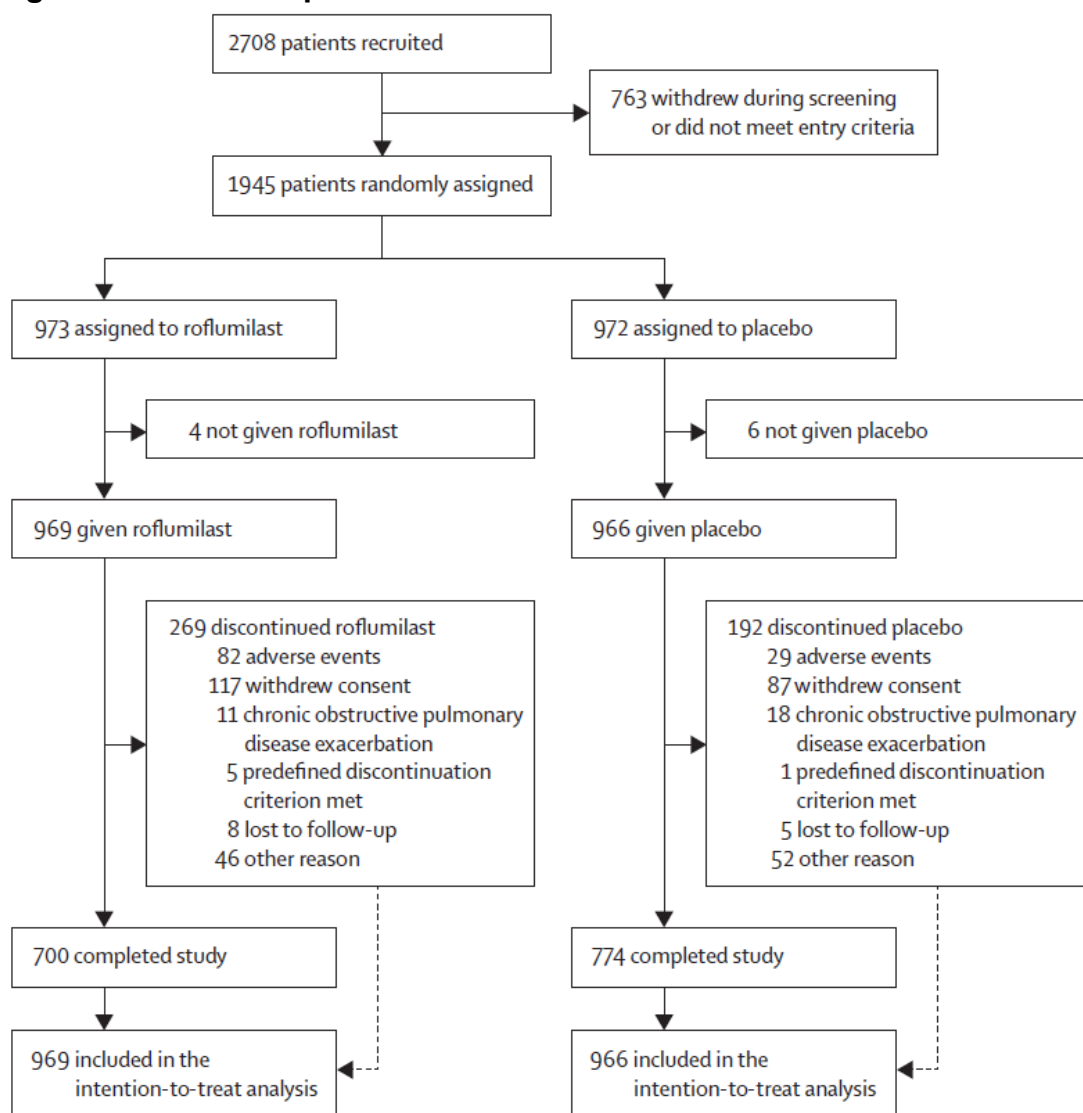 2708 patients recruited
763 withdrew during screening
or did not meet entry criteria
1945 patients randomly assigned
973 assigned to roflumilast
972 assigned to placebo
4 not given roflumilast
6 not given placebo
969 given roflumilast
966 given placebo
269 discontinued roflumilast
82 adverse events
117 withdrew consent
11 chronic obstructive pulmonary
disease exacerbation
5 predefined discontinuation
criterion met
8 lost to follow-up
46 other reason
192 discontinued placebo
29 adverse events
87 withdrew consent
18 chronic obstructive pulmonary
disease exacerbation
1 predefined discontinuation
criterion met
5 lost to follow-up
52 other reason
700 completed study
774 completed study
969 included in the
intention-to-treat analysis
966 included in the
intention-to-treat analysis